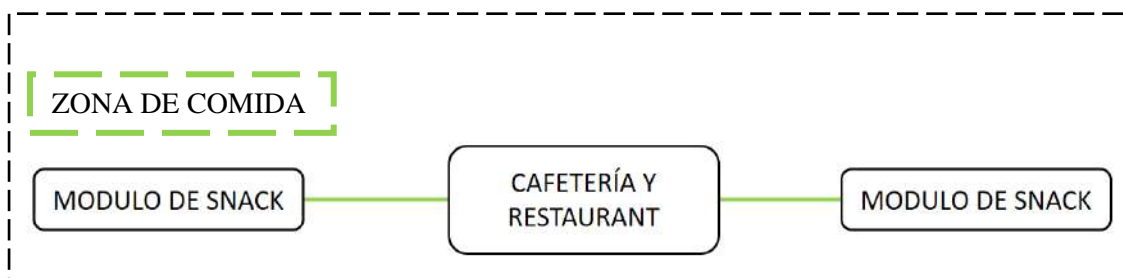 ZONA DE COMIDA
MODULO DE SNACK
CAFETERÍA Y
RESTAURANT
MODULO DE SNACK